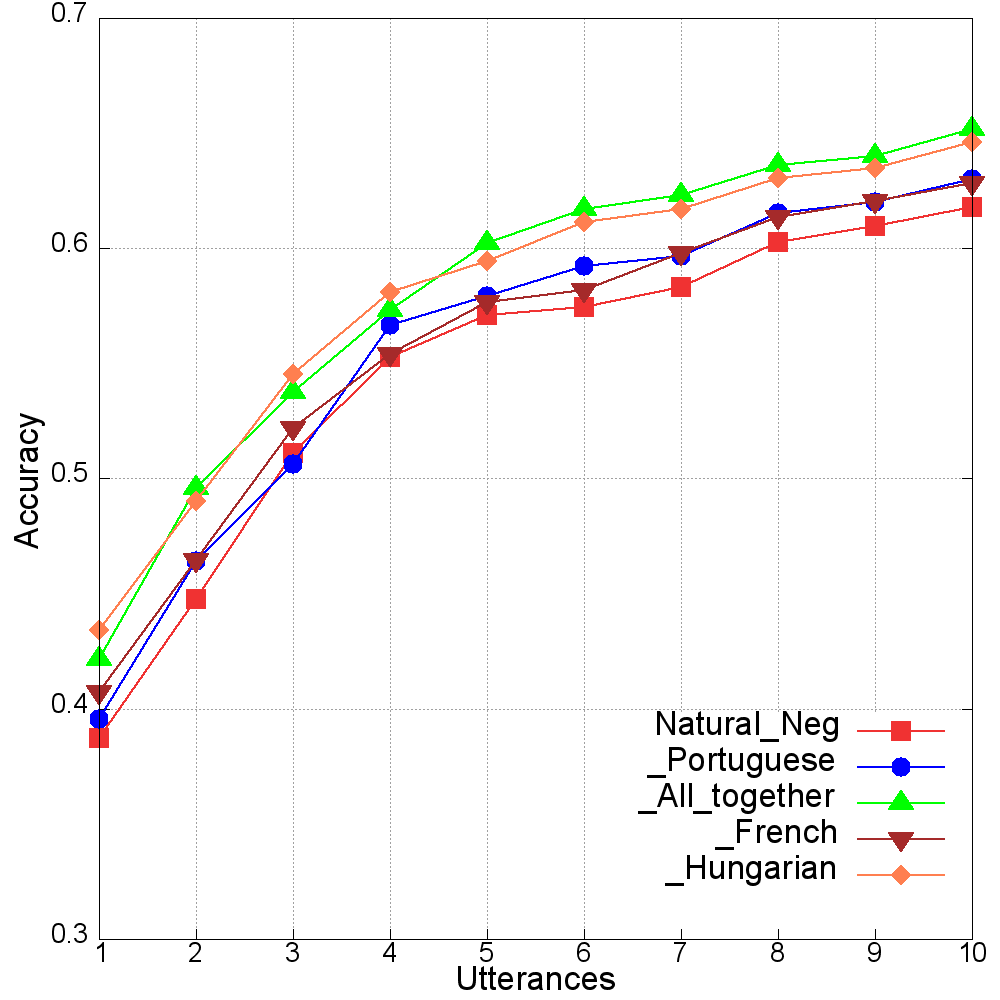 0.7
0.6
0.5
0.4
0.3
Accuracy
Natural_Neg
_Portuguese
_All_together
_French
_Hungarian
1 2 3 4 5 6 7 8 9 10
Utterances